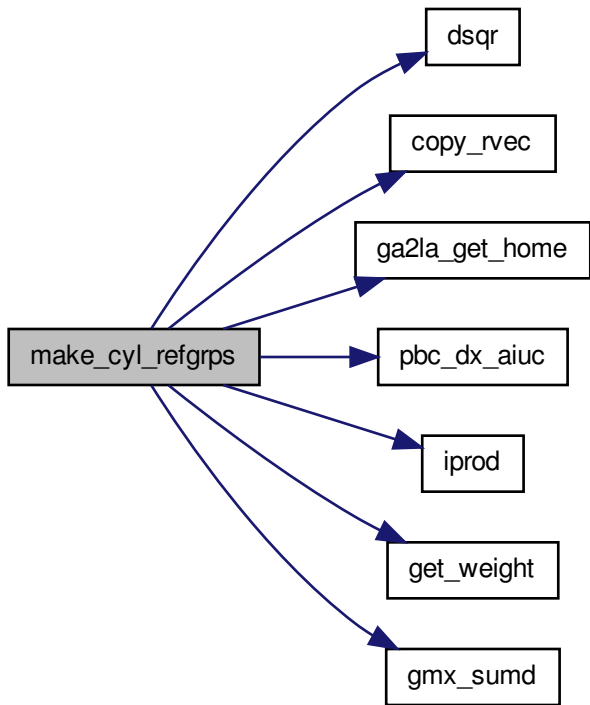 dsqr
copy_rvec
ga2la_get_home
make_cyl_refgrps
pbc_dx_aiuc
iprod
get_weight
gmx_sumd